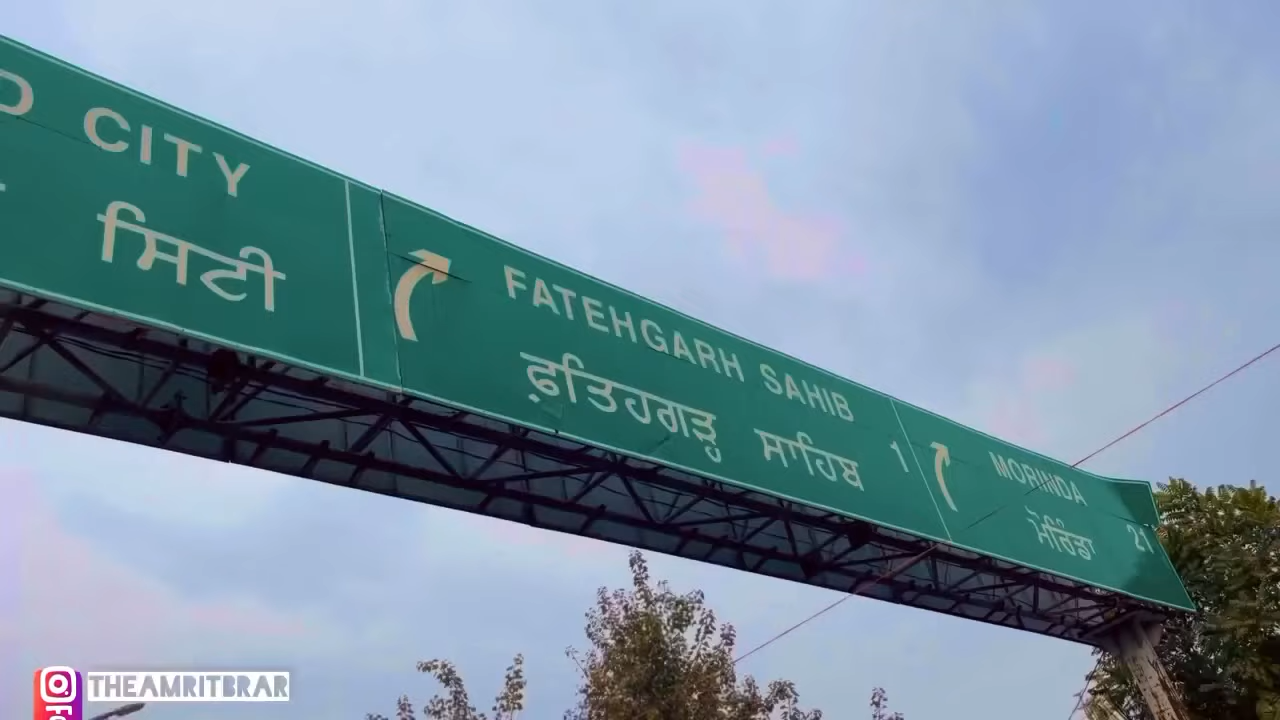 CITY
ਸਿਟੀ
FATEHGARH SAHIB
ਫ਼ਤਿਹਗੜ੍ਹ ਸਾਹਿਬ 1
MORINDA
ਮੋਰਿੰਡਾ 21
THEAMRITBRAR